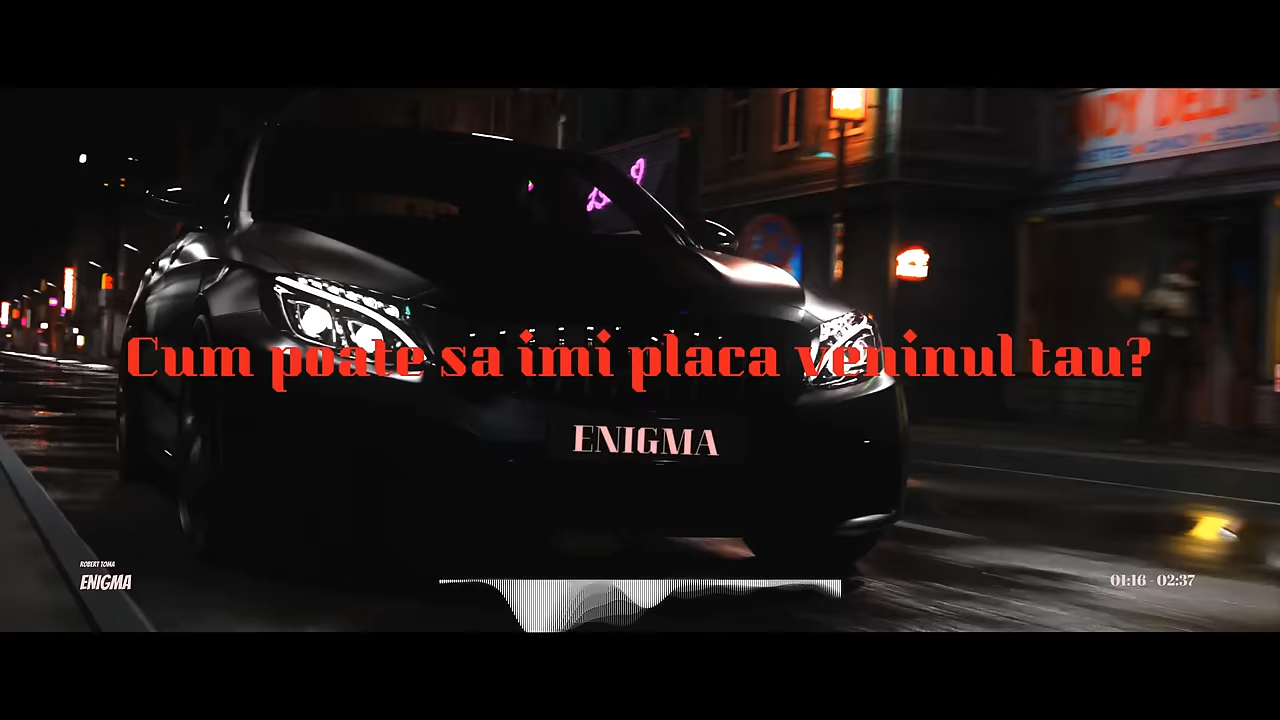 Cum poate sa imi placa veninul tau?
ENIGMA
ROBERT TOMA
ENIGMA
01:16 - 02:37